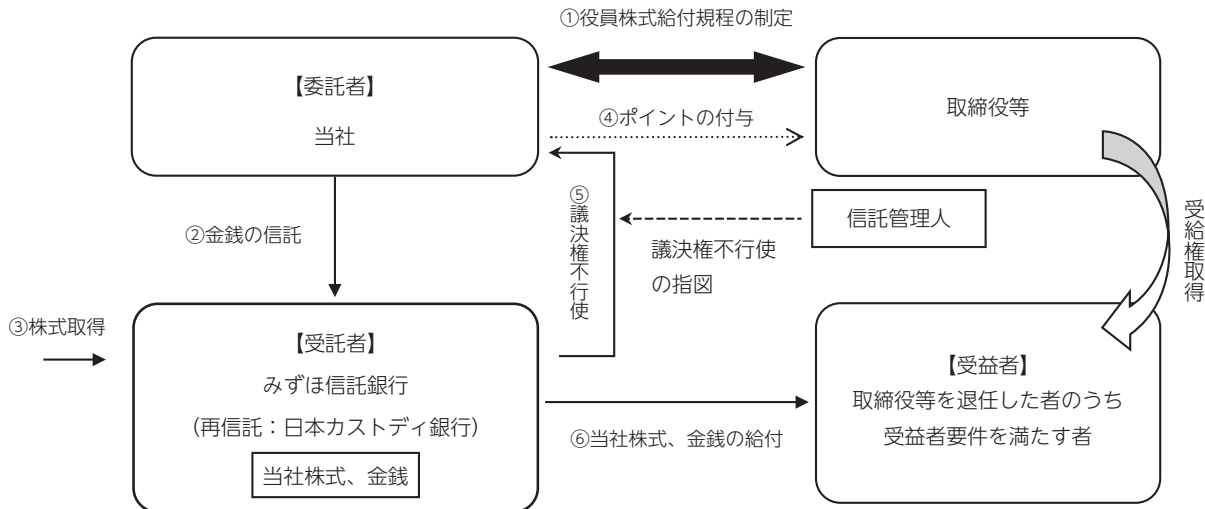 ①役員株式給付規程の制定
【委託者】
当社
取締役等
④ポイントの付与
②金銭の信託
⑤議決権不行使
信託管理人
議決権不行使
の指図
受給権取得
③株式取得
【受託者】
みずほ信託銀行
(再信託：日本カストディ銀行)
当社株式、金銭
⑥当社株式、金銭の給付
【受益者】
取締役等を退任した者のうち
受益者要件を満たす者